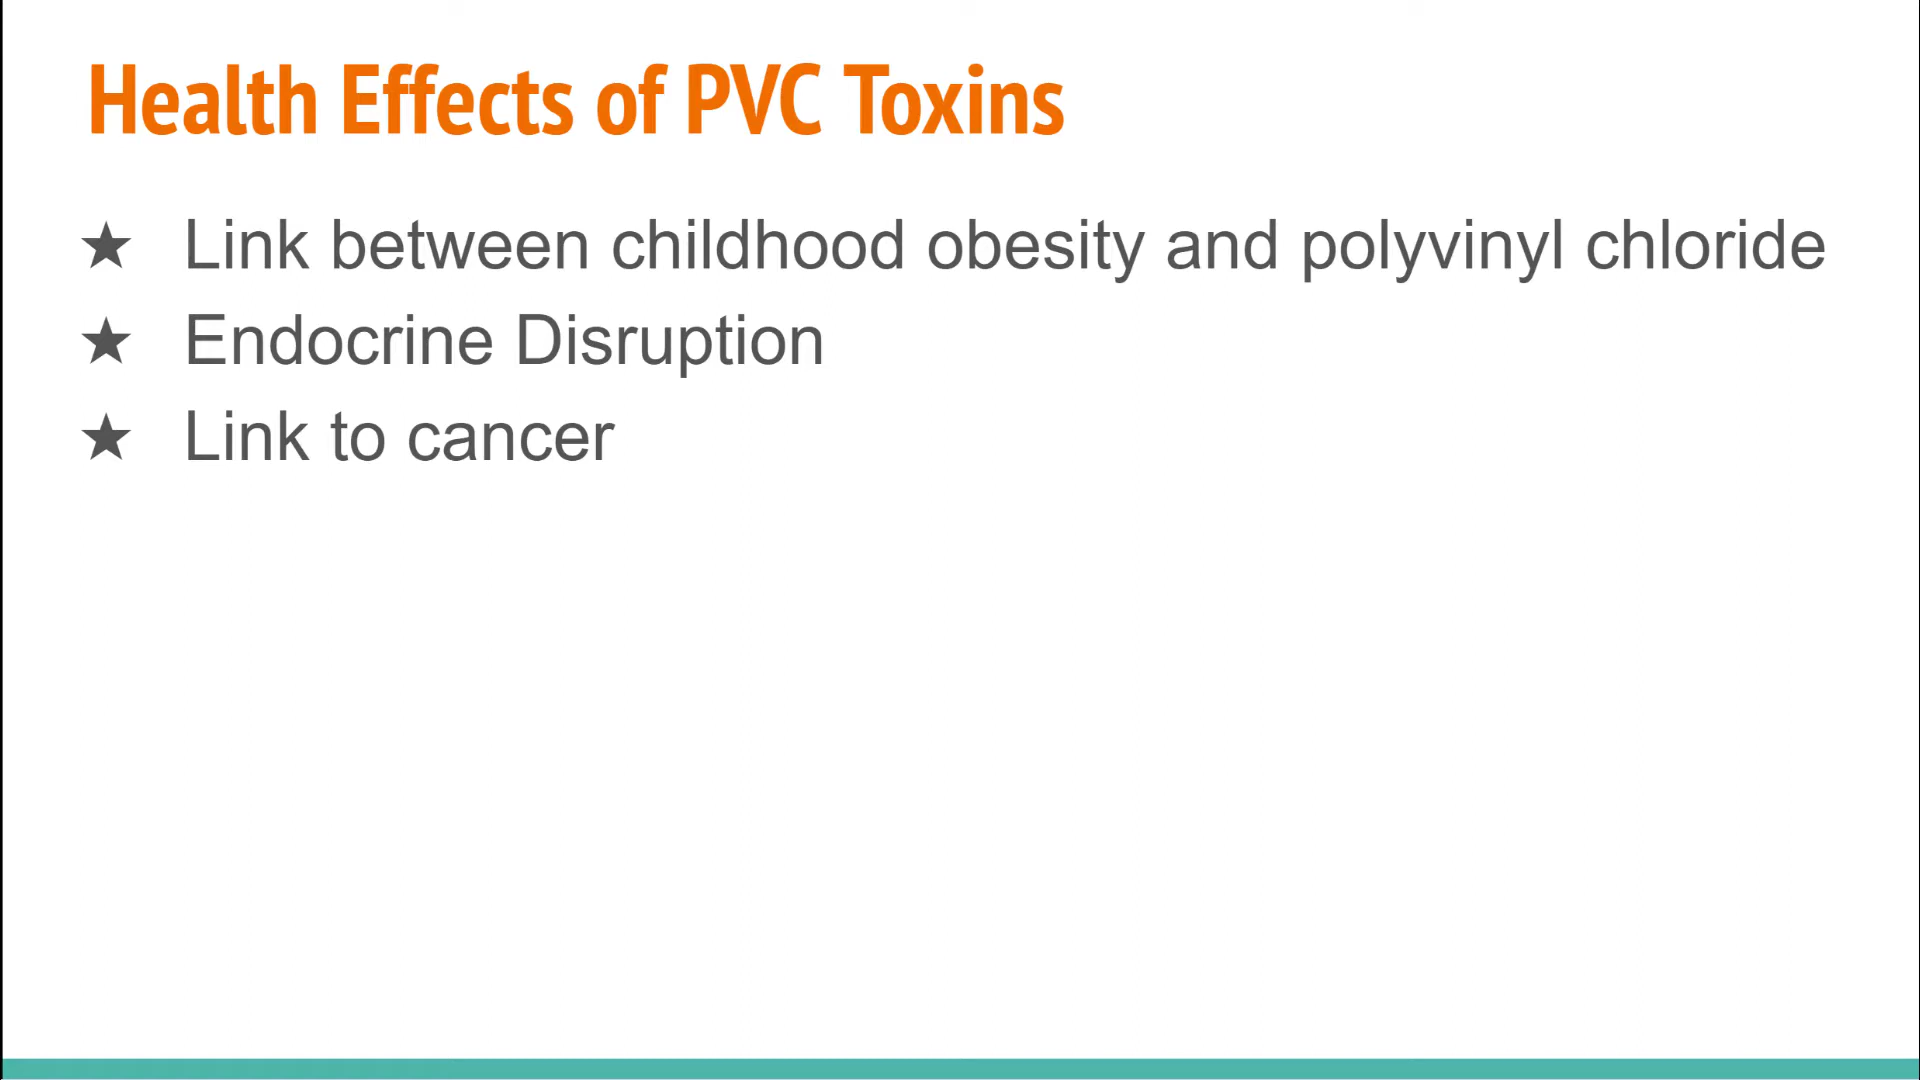 Health Effects of PVC Toxins
★ Link between childhood obesity and polyvinyl chloride
★ Endocrine Disruption
★ Link to cancer